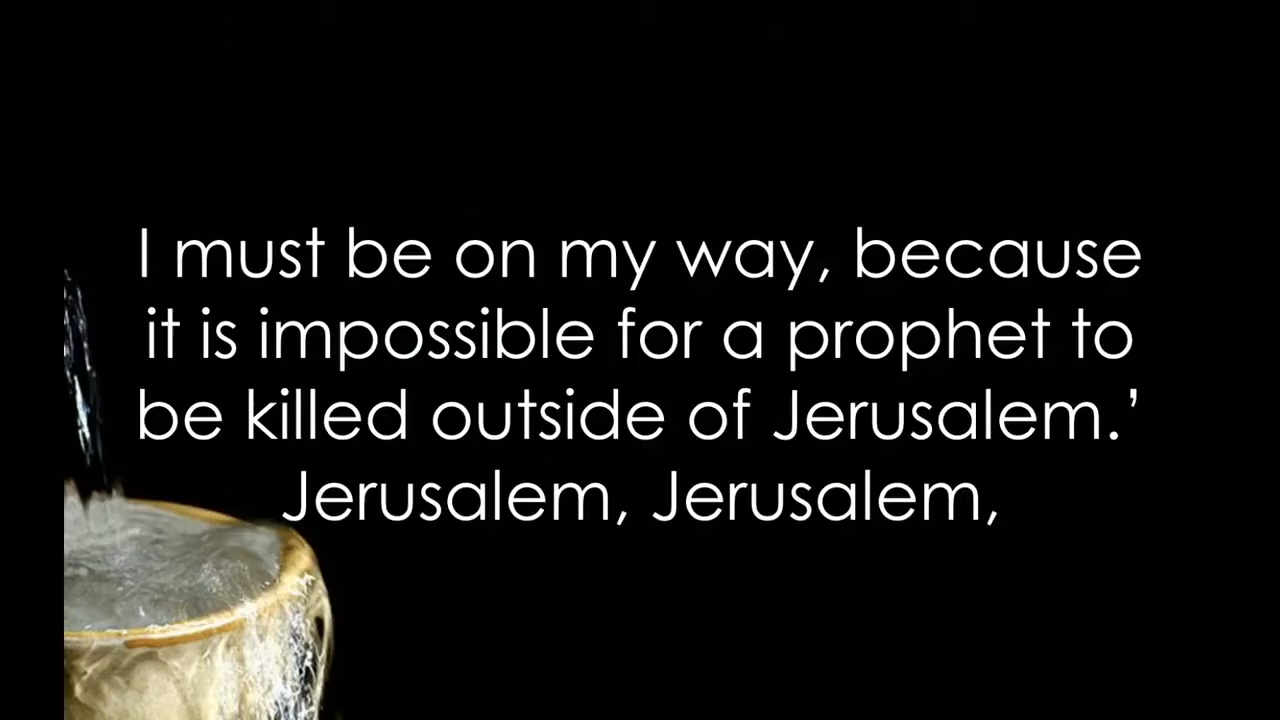 I must be on my way, because
it is impossible for a prophet to
be killed outside of Jerusalem.’
Jerusalem, Jerusalem,